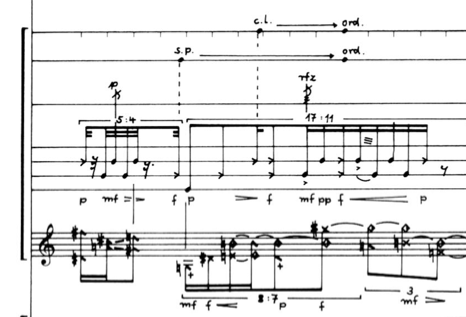 c.l. ord.
s.p. ord.
p rfz
5:4 17:11
p mf f p f mf pp f p
8:7 3
mf f p f mf